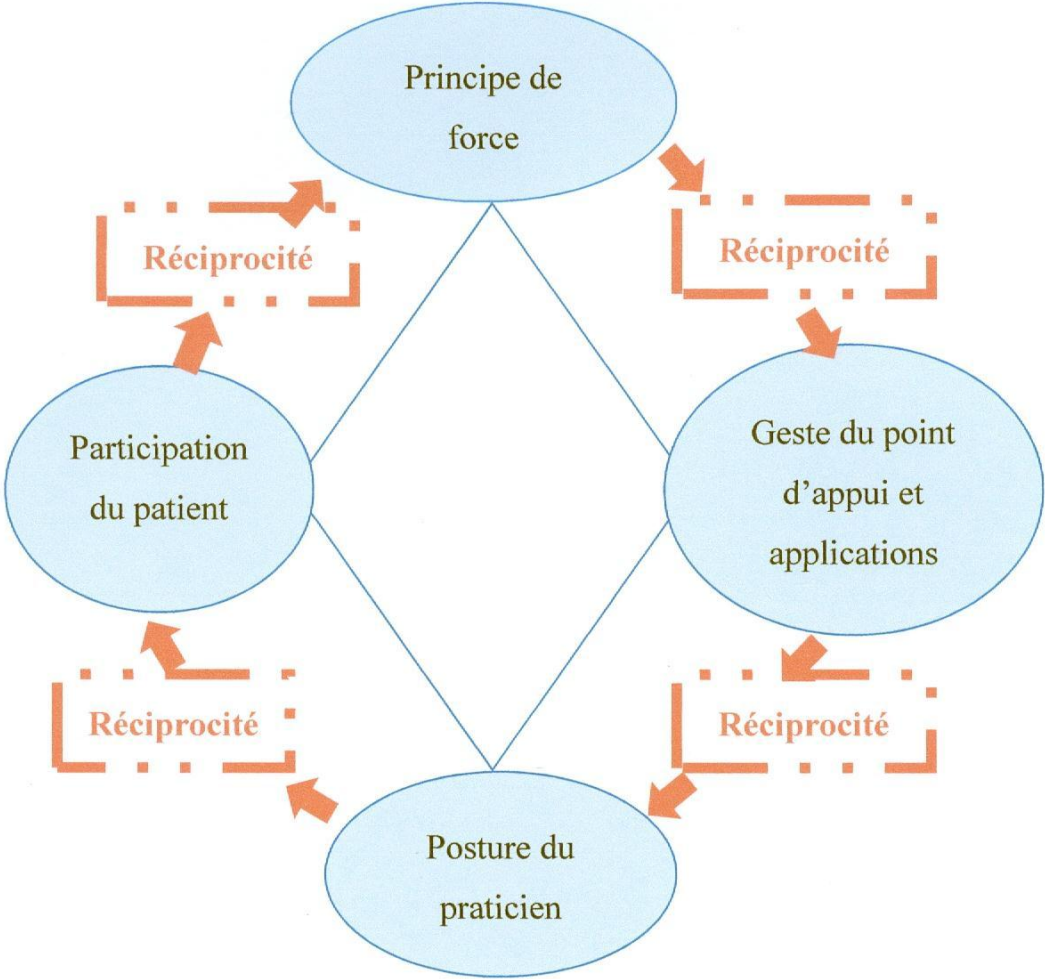 Principe de
force
Réciprocité
Réciprocité
Participation
du patient
Geste du point
d'appui et
applications
Réciprocité
Réciprocité
Posture du
praticien